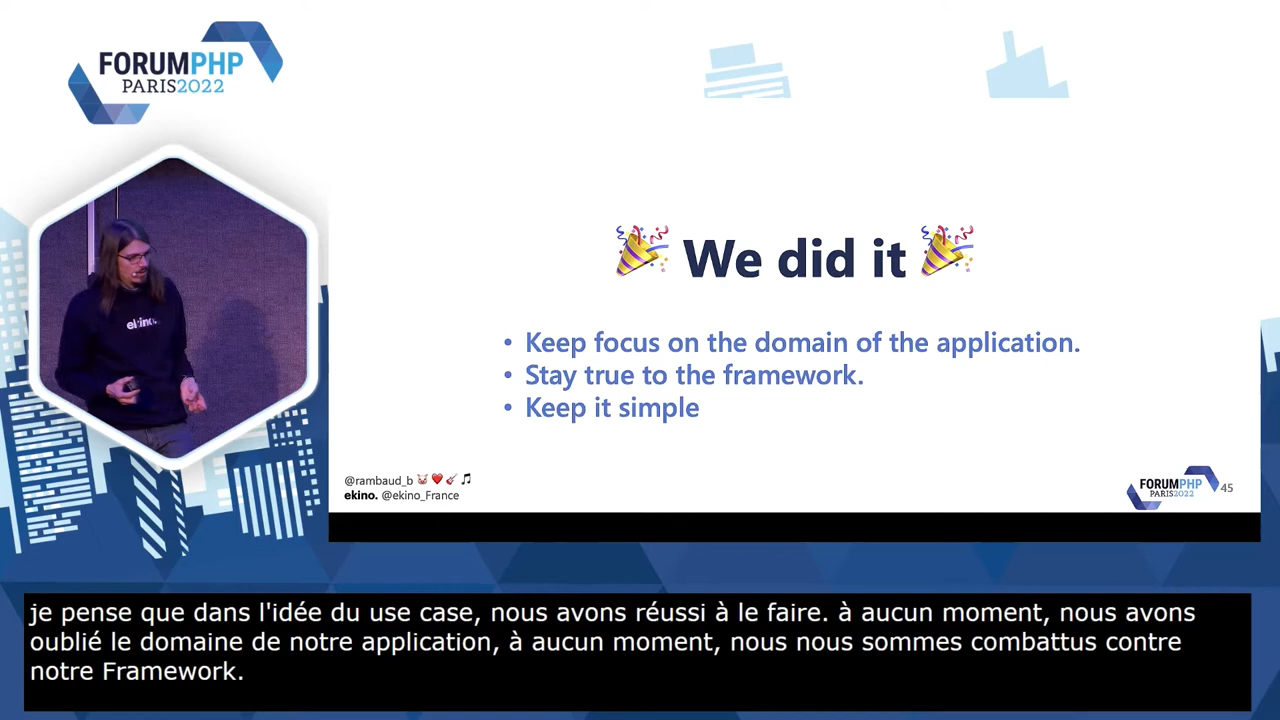 FORUMPHP
PARIS2022
ekino.
🎉 We did it 🎉
• Keep focus on the domain of the application.
• Stay true to the framework.
• Keep it simple
@rambaud_b 🐷❤️🎸🎵
ekino. @ekino_France
FORUMPHP
PARIS2022
45
je pense que dans l'idée du use case, nous avons réussi à le faire. à aucun moment, nous avons
oublié le domaine de notre application, à aucun moment, nous nous sommes combattus contre
notre Framework.